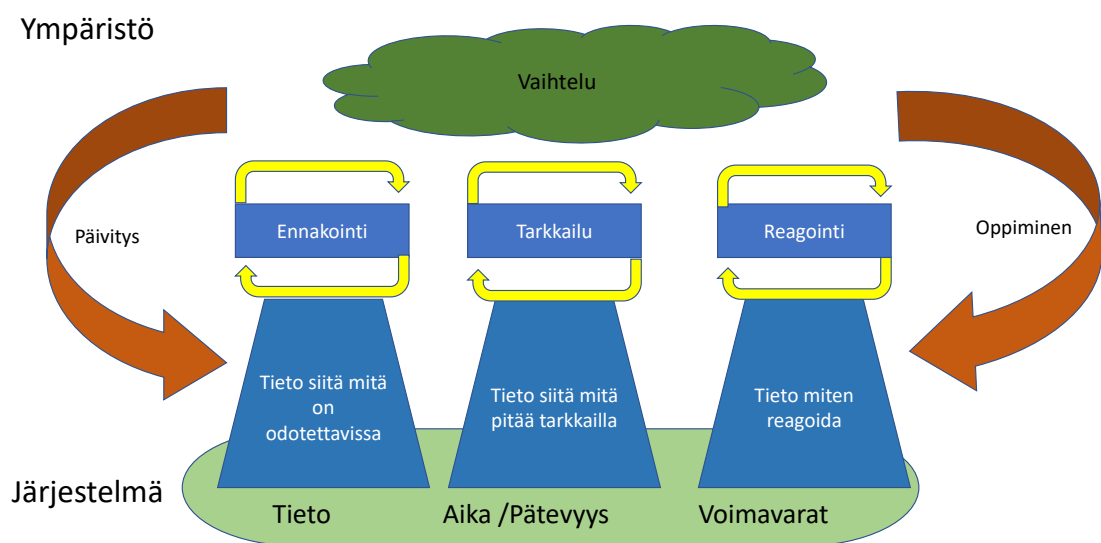 Ympäristö
Vaihtelu
Päivitys
Ennakointi
Tarkkailu
Reagointi
Oppiminen
Tieto siitä mitä
on
odotettavissa
Tieto siitä mitä
pitää tarkkailla
Tieto miten
reagoida
Järjestelmä
Tieto
Aika /Pätevyys
Voimavarat